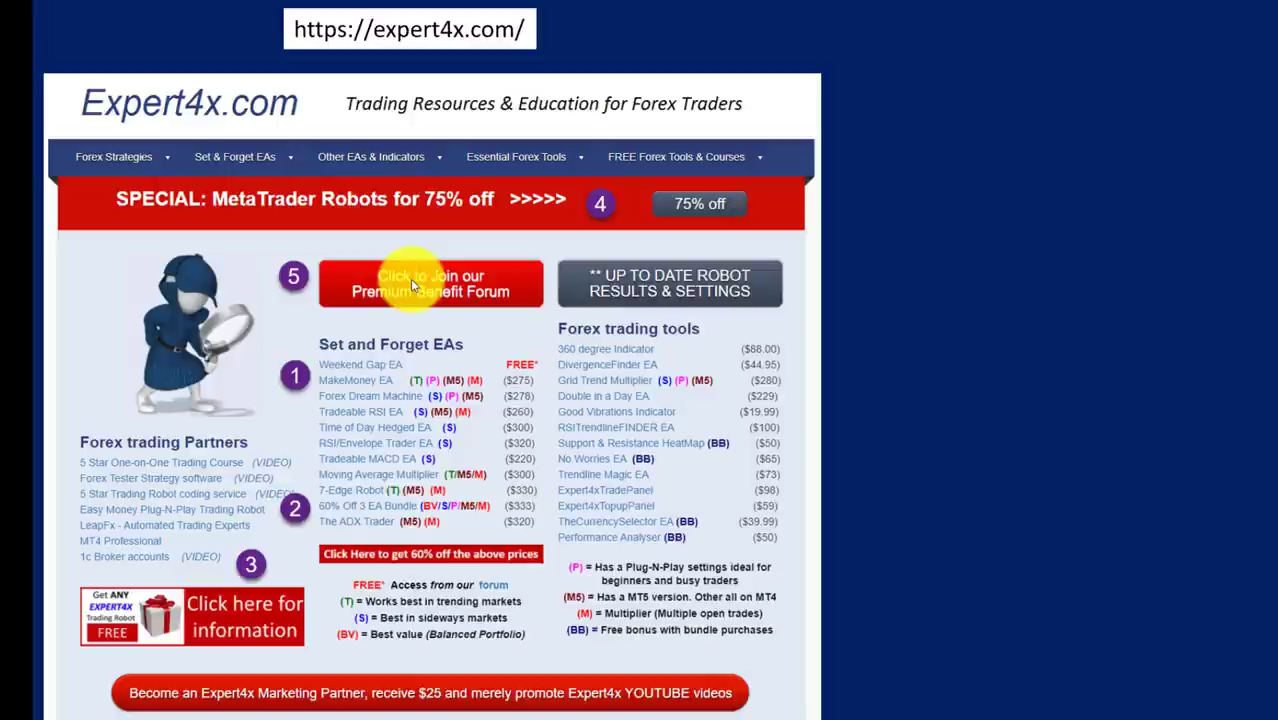 https://expert4x.com/
Expert4x.com
Trading Resources & Education for Forex Traders
Forex Strategies
Set & Forget EAs
Other EAs & Indicators
Essential Forex Tools
FREE Forex Tools & Courses
SPECIAL: MetaTrader Robots for 75% off >>>>>
4
75% off
5
Click to Join our
Premium Benefit Forum
** UP TO DATE ROBOT
RESULTS & SETTINGS
Set and Forget EAs
1
Weekend Gap EA FREE*
MakeMoney EA (T) (P) (M5) (M) ($275)
Forex Dream Machine (S) (P) (M5) ($278)
Tradeable RSI EA (S) (M5) (M) ($260)
Time of Day Hedged EA (S) ($300)
RSI/Envelope Trader EA (S) ($320)
Tradeable MACD EA (S) ($220)
Moving Average Multiplier (T/M5/M) ($300)
7-Edge Robot (T) (M5) (M) ($330)
60% Off 3 EA Bundle (BV/S/P/M5/M) ($333)
The ADX Trader (M5) (M) ($320)
Click Here to get 60% off the above prices
FREE* Access from our forum
(T) = Works best in trending markets
(S) = Best in sideways markets
(BV) = Best value (Balanced Portfolio)
Forex trading tools
360 degree Indicator ($88.00)
DivergenceFinder EA ($44.95)
Grid Trend Multiplier (S) (P) (M5) ($280)
Double in a Day EA ($229)
Good Vibrations Indicator ($19.99)
RSITrendlineFINDER EA ($100)
Support & Resistance HeatMap (BB) ($50)
No Worries EA (BB) ($65)
Trendline Magic EA ($73)
Expert4xTradePanel ($98)
Expert4xTopupPanel ($59)
TheCurrencySelector EA (BB) ($39.99)
Performance Analyser (BB) ($50)
(P) = Has a Plug-N-Play settings ideal for
beginners and busy traders
(M5) = Has a MT5 version. Other all on MT4
(M) = Multiplier (Multiple open trades)
(BB) = Free bonus with bundle purchases
Forex trading Partners
5 Star One-on-One Trading Course (VIDEO)
Forex Tester Strategy software (VIDEO)
5 Star Trading Robot coding service (VIDEO)
Easy Money Plug-N-Play Trading Robot
2
LeapFx - Automated Trading Experts
MT4 Professional
1c Broker accounts (VIDEO)
3
Get ANY
EXPERT4X
Trading Robot
FREE
Click here for
information
Become an Expert4x Marketing Partner, receive $25 and merely promote Expert4x YOUTUBE videos